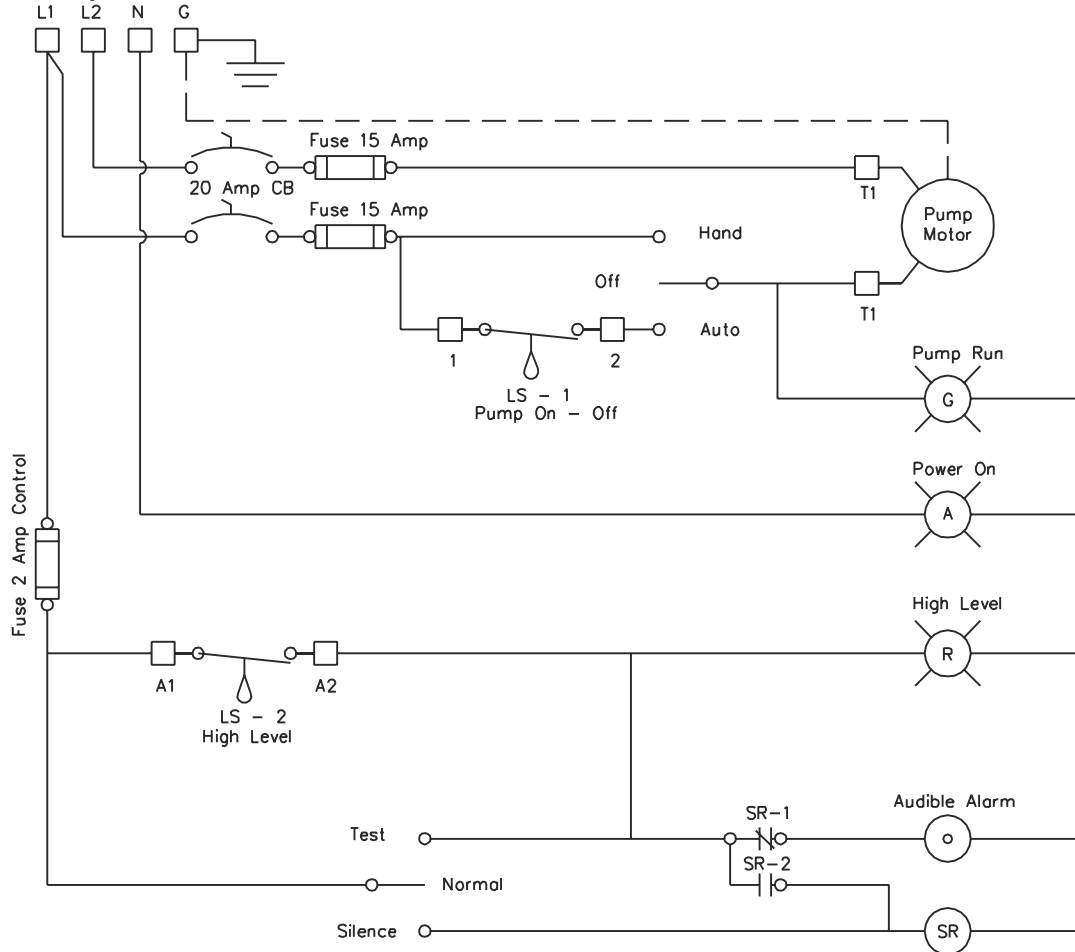 L1 L2 N G
Fuse 15 Amp
20 Amp CB
T1
Pump
Motor
Fuse 15 Amp
Hand
Off
T1
Auto
1
2
LS - 1
Pump On - Off
Pump Run
G
Power On
A
Fuse 2 Amp Control
High Level
R
A1
A2
LS - 2
High Level
Audible Alarm
SR-1
Test
SR-2
Normal
Silence
SR